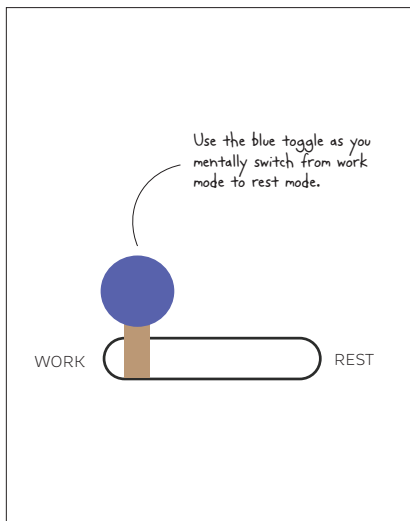 Use the blue toggle as you
mentally switch from work
mode to rest mode.
WORK
REST